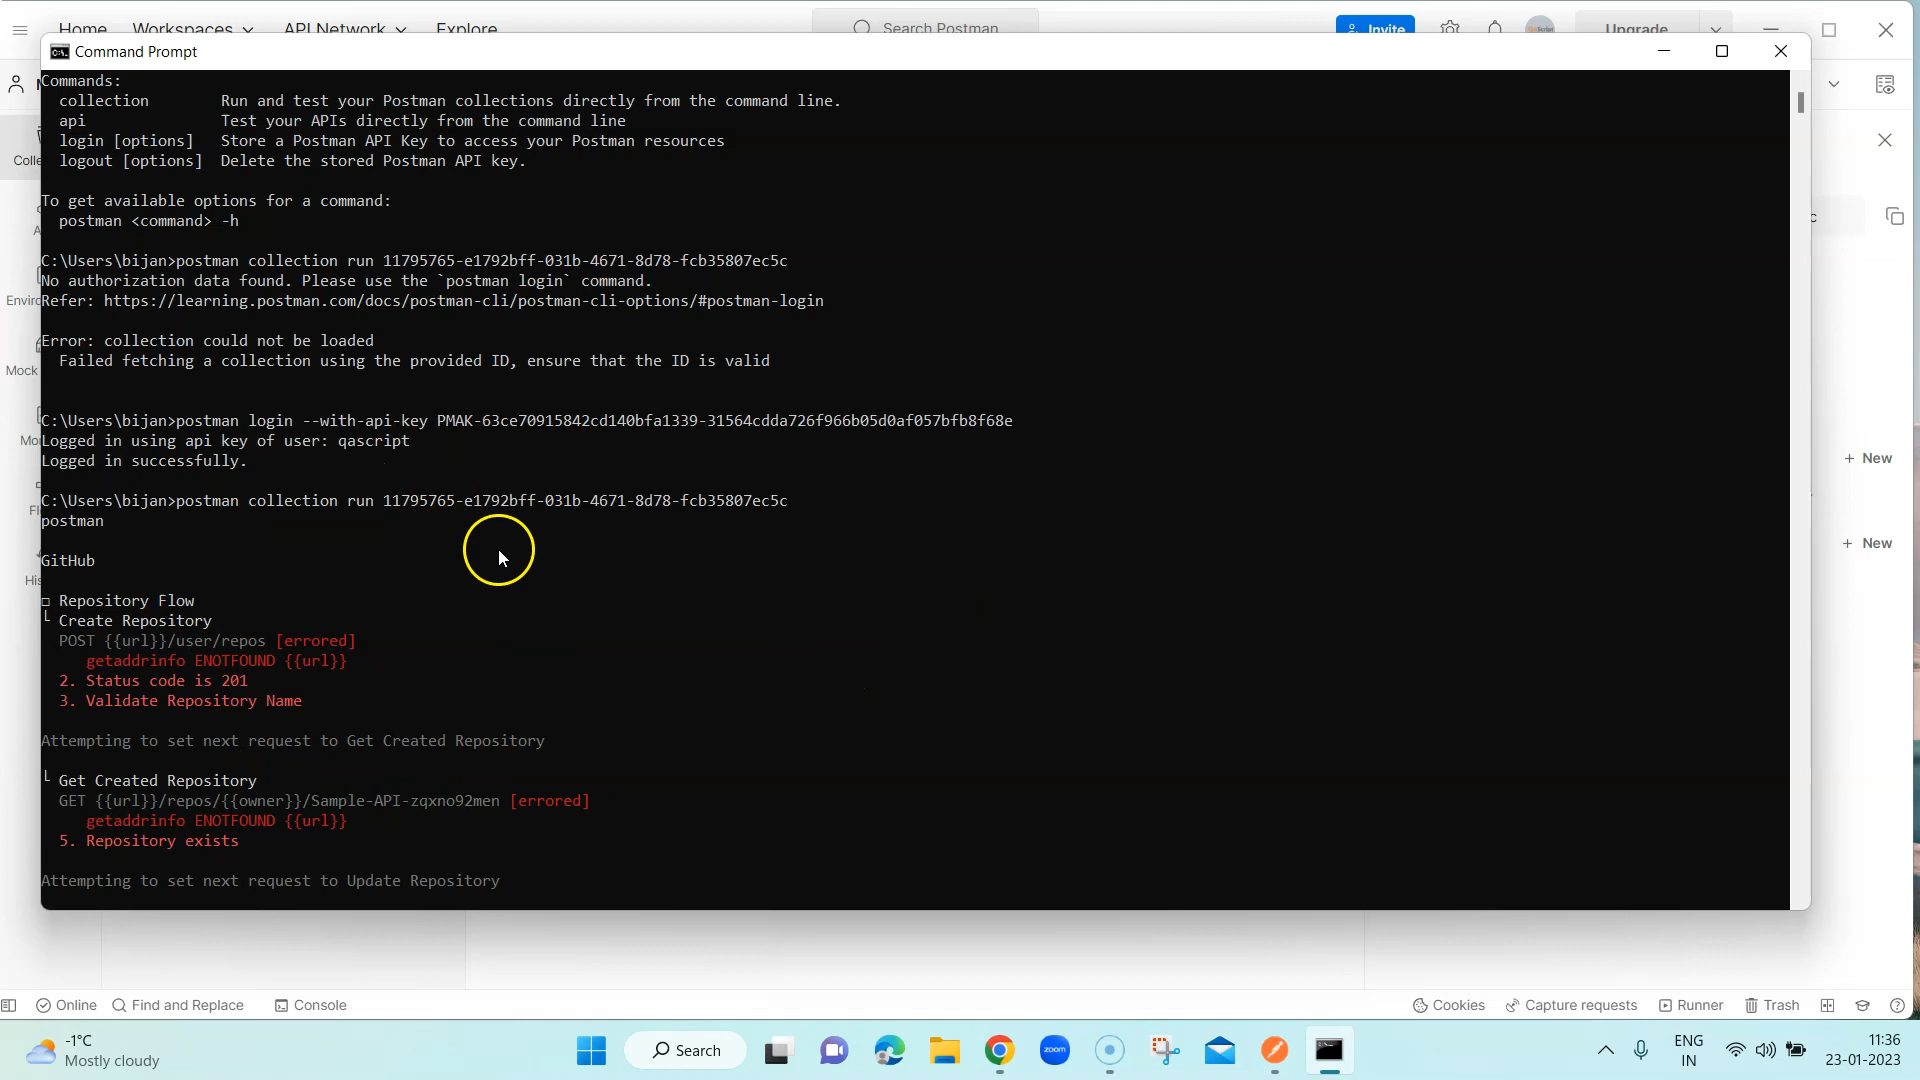 Home Workspaces API Network Explore Search Postman Invite Upgrade
Command Prompt
Commands:
collection Run and test your Postman collections directly from the command line.
api Test your APIs directly from the command line
login [options] Store a Postman API Key to access your Postman resources
logout [options] Delete the stored Postman API key.
To get available options for a command:
postman <command> -h
C:\Users\bijan>postman collection run 11795765-e1792bff-031b-4671-8d78-fcb35807ec5c
No authorization data found. Please use the `postman login` command.
Refer: https://learning.postman.com/docs/postman-cli/postman-cli-options/#postman-login
Error: collection could not be loaded
Failed fetching a collection using the provided ID, ensure that the ID is valid
C:\Users\bijan>postman login --with-api-key PMAK-63ce70915842cd140bfa1339-31564cdda726f966b05d0af057bfb8f68e
Logged in using api key of user: qascript
Logged in successfully.
C:\Users\bijan>postman collection run 11795765-e1792bff-031b-4671-8d78-fcb35807ec5c
postman
GitHub
□ Repository Flow
└ Create Repository
POST {{url}}/user/repos [errored]
getaddrinfo ENOTFOUND {{url}}
2. Status code is 201
3. Validate Repository Name
Attempting to set next request to Get Created Repository
└ Get Created Repository
GET {{url}}/repos/{{owner}}/Sample-API-zqxno92men [errored]
getaddrinfo ENOTFOUND {{url}}
5. Repository exists
Attempting to set next request to Update Repository
Colle
Enviro
Mock
Mon
Fl
His
c
+ New
+ New
Online Find and Replace Console Cookies Capture requests Runner Trash
-1°C
Mostly cloudy
Search
zoom
ENG
IN
11:36
23-01-2023